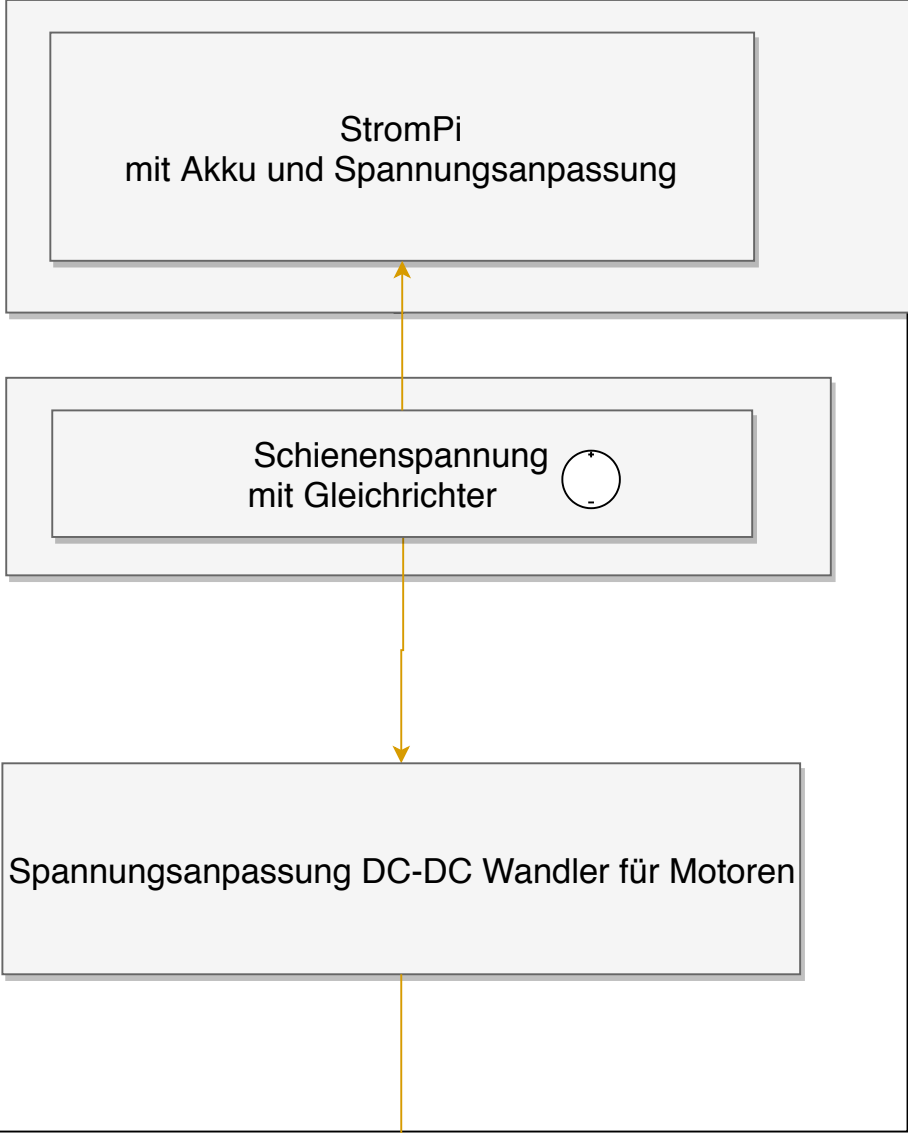 StromPi
mit Akku und Spannungsanpassung
Schienenspannung
mit Gleichrichter
+
-
Spannungsanpassung DC-DC Wandler für Motoren